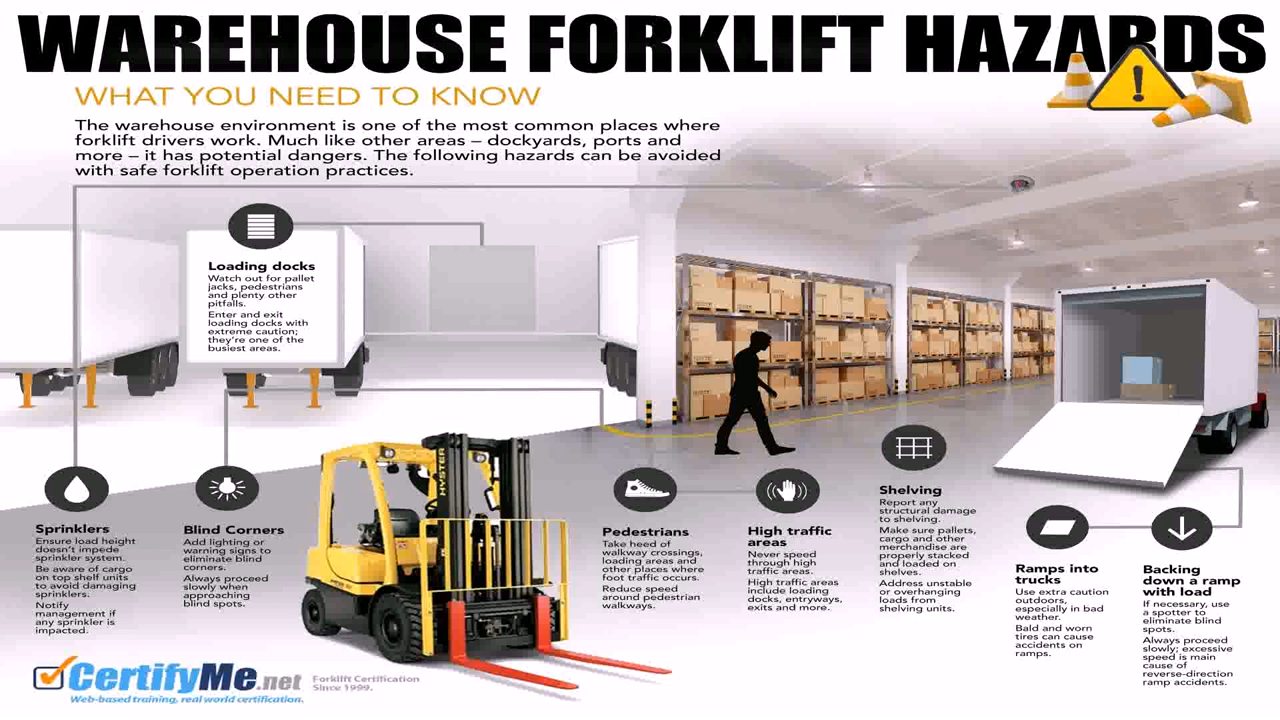 WAREHOUSE FORKLIFT HAZARDS
WHAT YOU NEED TO KNOW
The warehouse environment is one of the most common places where
forklift drivers work. Much like other areas – dockyards, ports and
more – it has potential dangers. The following hazards can be avoided
with safe forklift operation practices.
Loading docks
Watch out for pallet
jacks, pedestrians
and plenty other
pitfalls.
Enter and exit
loading docks with
extreme caution;
they're one of the
busiest areas.
Sprinklers
Ensure load height
doesn't impede
sprinkler system.
Be aware of cargo
on top shelf units
to avoid damaging
sprinklers.
Notify
management if
any sprinkler is
impacted.
Blind Corners
Add lighting or
warning signs to
eliminate blind
corners.
Always proceed
slowly when
approaching
blind spots.
HYSTER
Pedestrians
Take heed of
walkway crossings,
loading areas and
other places where
foot traffic occurs.
Reduce speed
around pedestrian
walkways.
High traffic
areas
Never speed
through high
traffic areas.
High traffic areas
include loading
docks, entryways,
exits and more.
Shelving
Report any
structural damage
to shelving.
Make sure pallets,
cargo and other
merchandise are
properly stacked
and loaded on
shelves.
Address unstable
or overhanging
loads from
shelving units.
Ramps into
trucks
Use extra caution
outdoors,
especially in bad
weather.
Bald and worn
tires can cause
accidents on
ramps.
Backing
down a ramp
with load
If necessary, use
a spotter to
eliminate blind
spots.
Always proceed
slowly; excessive
speed is main
cause of
reverse-direction
ramp accidents.
CertifyMe.net
Web-based training, real world certification.
Forklift Certification
Since 1999.